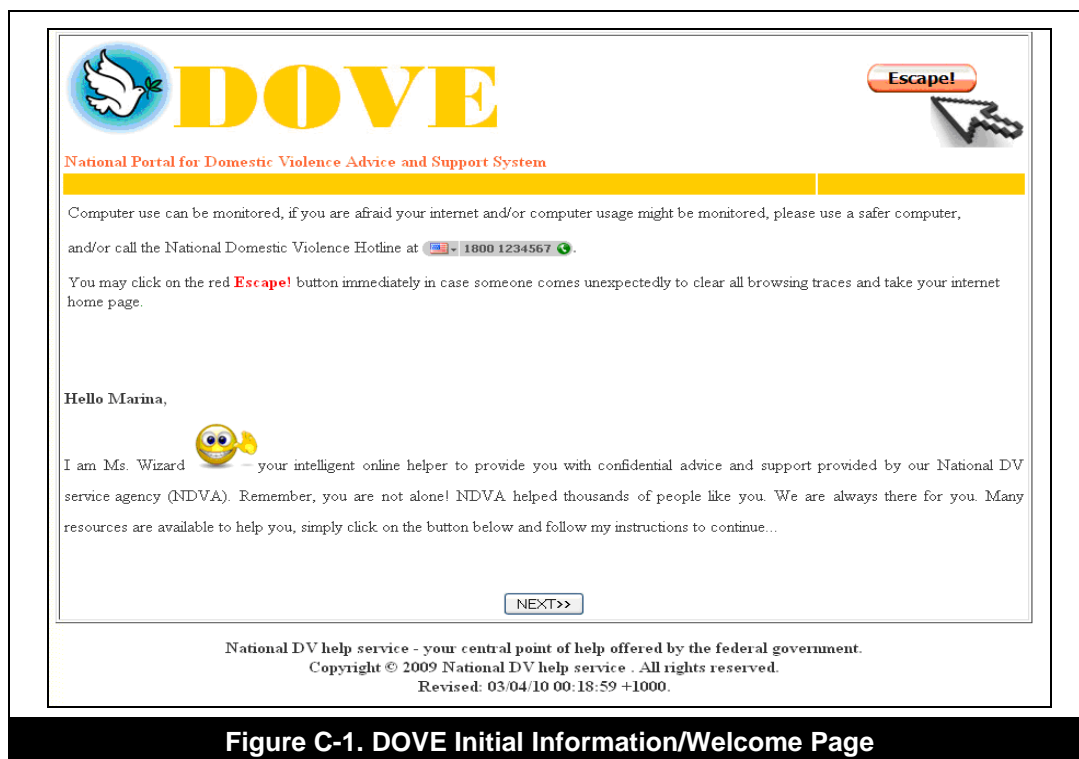 DOVE
Escape!
National Portal for Domestic Violence Advice and Support System
Computer use can be monitored, if you are afraid your internet and/or computer usage might be monitored, please use a safer computer,
and/or call the National Domestic Violence Hotline at 1800 1234567 .
You may click on the red Escape! button immediately in case someone comes unexpectedly to clear all browsing traces and take your internet
home page.
Hello Marina,
I am Ms. Wizard – your intelligent online helper to provide you with confidential advice and support provided by our National DV
service agency (NDVA). Remember, you are not alone! NDVA helped thousands of people like you. We are always there for you. Many
resources are available to help you, simply click on the button below and follow my instructions to continue...
NEXT>>
National DV help service - your central point of help offered by the federal government.
Copyright © 2009 National DV help service . All rights reserved.
Revised: 03/04/10 00:18:59 +1000.
Figure C-1. DOVE Initial Information/Welcome Page